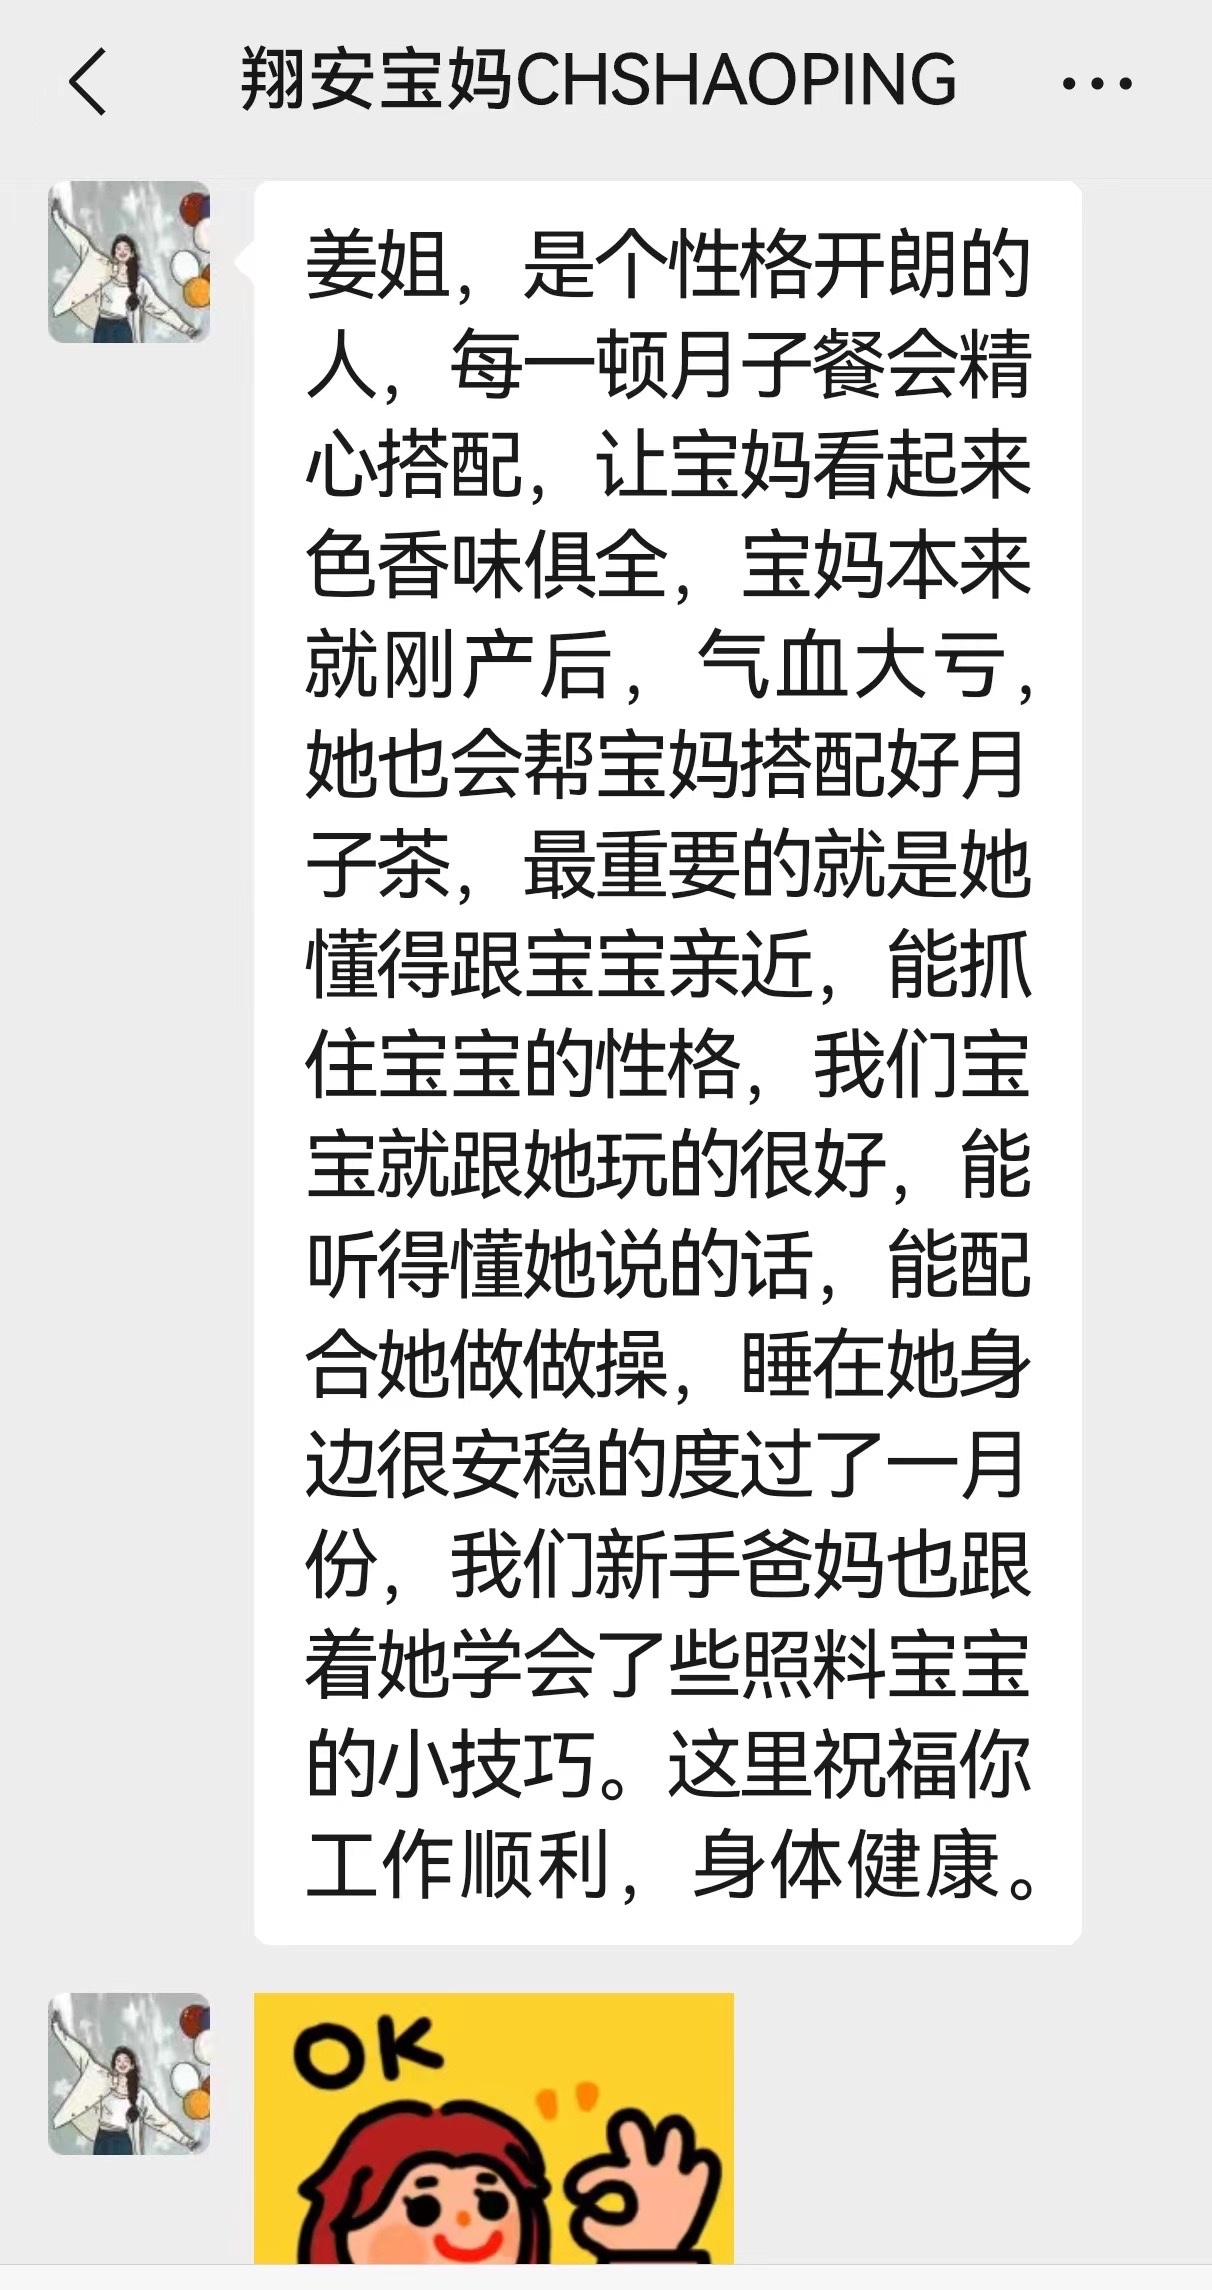 翔安宝妈CHSHAOPING
姜姐，是个性格开朗的
人，每一顿月子餐会精
心搭配，让宝妈看起来
色香味俱全，宝妈本来
就刚产后，气血大亏，
她也会帮宝妈搭配好月
子茶，最重要的就是她
懂得跟宝宝亲近，能抓
住宝宝的性格，我们宝
宝就跟她玩的很好，能
听得懂她说的话，能配
合她做做操，睡在她身
边很安稳的度过了一月
份，我们新手爸妈也跟
着她学会了些照料宝宝
的小技巧。这里祝福你
工作顺利，身体健康。
OK